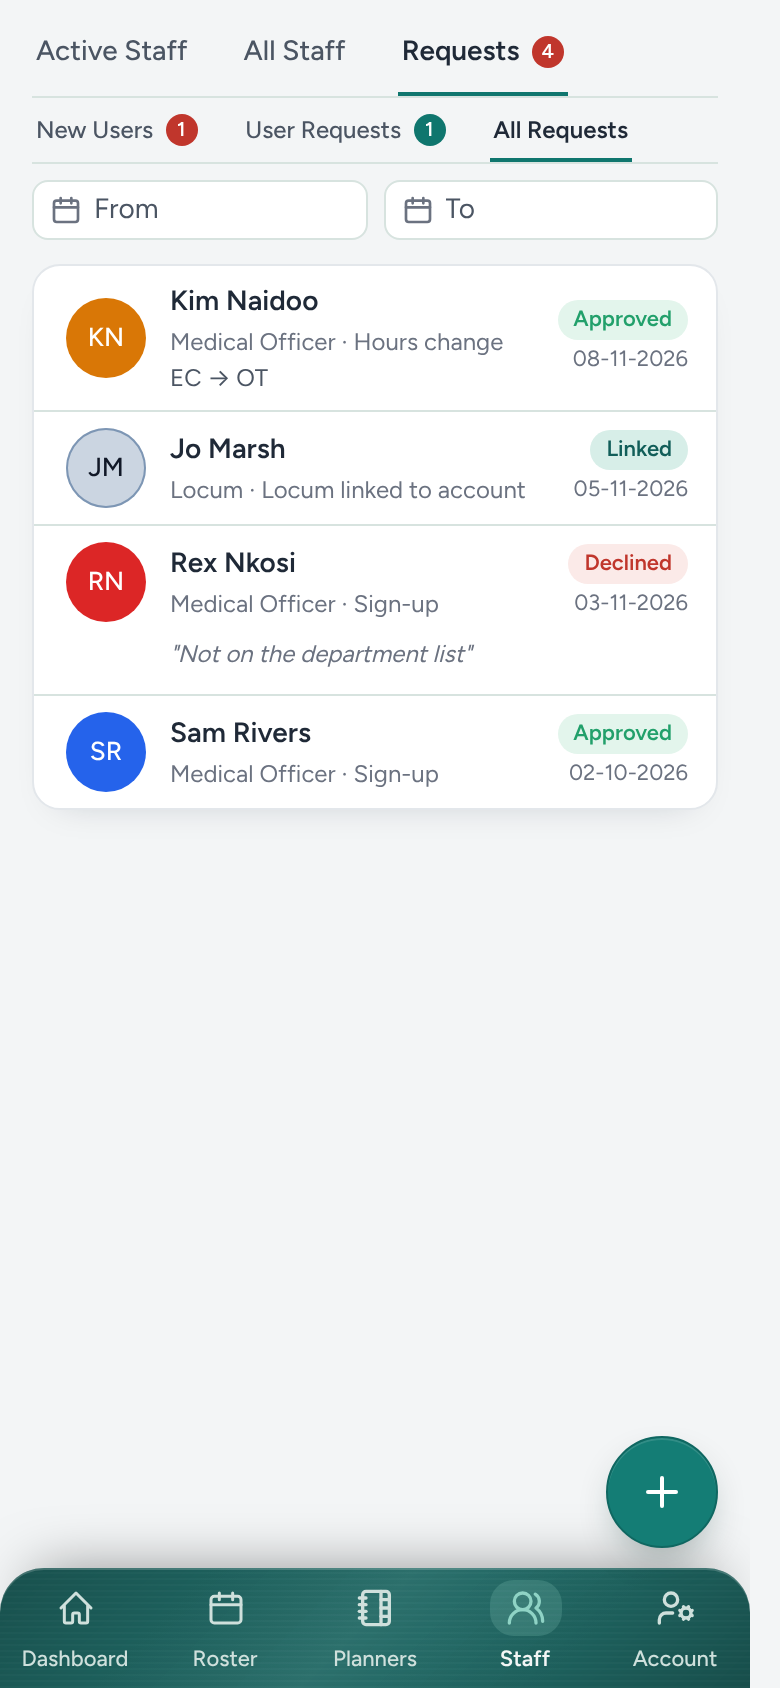 Active Staff All Staff Requests 4
New Users 1 User Requests 1 All Requests
From To
KN Kim Naidoo Approved
Medical Officer · Hours change 08-11-2026
EC → OT
JM Jo Marsh Linked
Locum · Locum linked to account 05-11-2026
RN Rex Nkosi Declined
Medical Officer · Sign-up 03-11-2026
"Not on the department list"
SR Sam Rivers Approved
Medical Officer · Sign-up 02-10-2026
Dashboard Roster Planners Staff Account